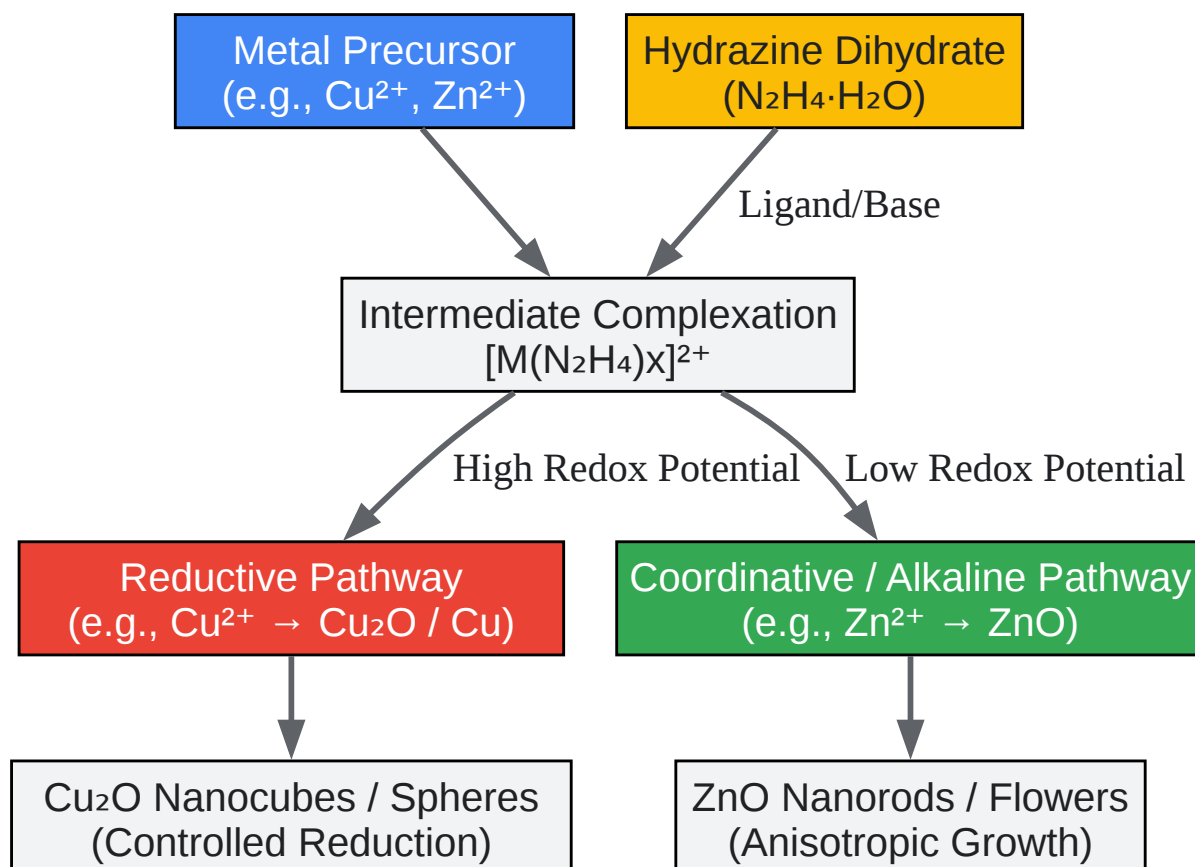 Metal Precursor
(e.g., Cu²⁺, Zn²⁺)
Hydrazine Dihydrate
(N₂H₄·H₂O)
Ligand/Base
Intermediate Complexation
[M(N₂H₄)x]²⁺
High Redox Potential
Low Redox Potential
Reductive Pathway
(e.g., Cu²⁺ → Cu₂O / Cu)
Coordinative / Alkaline Pathway
(e.g., Zn²⁺ → ZnO)
Cu₂O Nanocubes / Spheres
(Controlled Reduction)
ZnO Nanorods / Flowers
(Anisotropic Growth)